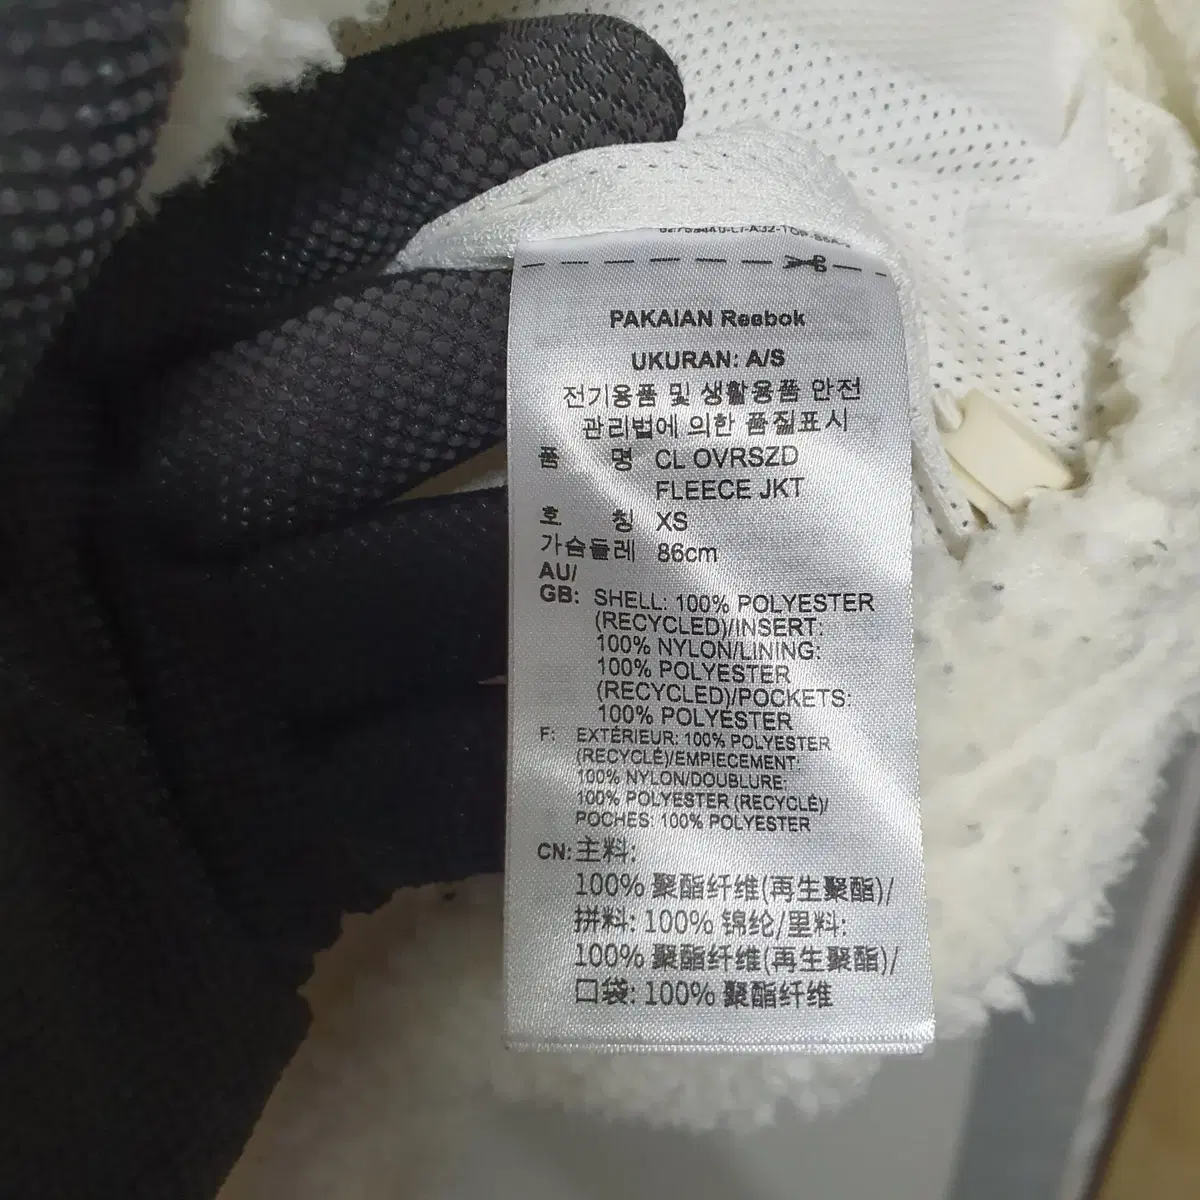 PAKAIAN Reebok
UKURAN: A/S
전기용품 및 생활용품 안전
관리법에 의한 품질표시
품 명 CL OVRSZD
FLEECE JKT
호 칭 XS
가슴둘레 86cm
AU/
GB: SHELL: 100% POLYESTER
(RECYCLED)/INSERT:
100% NYLON/LINING:
100% POLYESTER
(RECYCLED)/POCKETS:
100% POLYESTER
F: EXTÉRIEUR: 100% POLYESTER
(RECYCLÉ)/EMPIECEMENT:
100% NYLON/DOUBLURE:
100% POLYESTER (RECYCLÉ)/
POCHES: 100% POLYESTER
CN: 主料:
100% 聚酯纤维(再生聚酯)/
拼料: 100% 锦纶/里料:
100% 聚酯纤维(再生聚酯)/
口袋: 100% 聚酯纤维